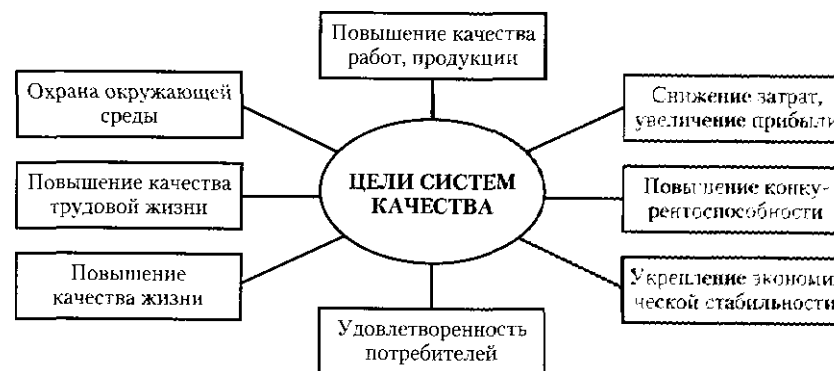 Повышение качества
работ, продукции
Охрана окружающей
среды
Снижение затрат,
увеличение прибыли
ЦЕЛИ СИСТЕМ
КАЧЕСТВА
Повышение качества
трудовой жизни
Повышение конку-
рентоспособности
Повышение
качества жизни
Укрепление экономи
ческой стабильности
Удовлетворенность
потребителей